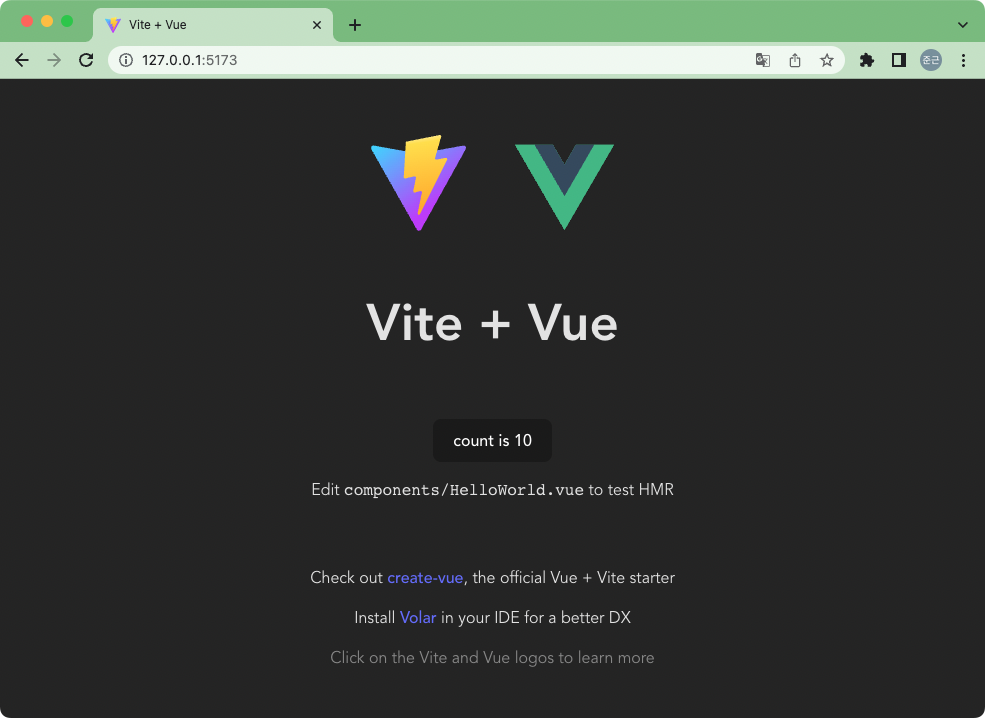 Vite + Vue
127.0.0.1:5173
준근
Vite + Vue
count is 10
Edit components/HelloWorld.vue to test HMR
Check out create-vue, the official Vue + Vite starter
Install Volar in your IDE for a better DX
Click on the Vite and Vue logos to learn more